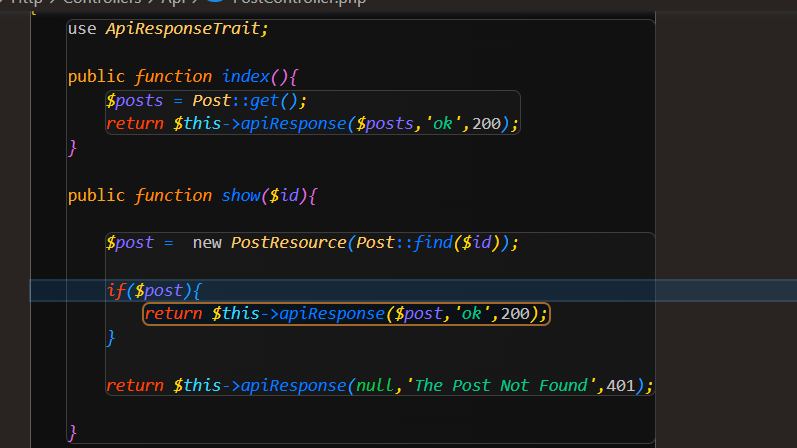 Http > Controllers > Api > PostController.php
{
use ApiResponseTrait;
public function index(){
$posts = Post::get();
return $this->apiResponse($posts,'ok',200);
}
public function show($id){
$post =  new PostResource(Post::find($id));
if($post){
return $this->apiResponse($post,'ok',200);
}
return $this->apiResponse(null,'The Post Not Found',401);
}